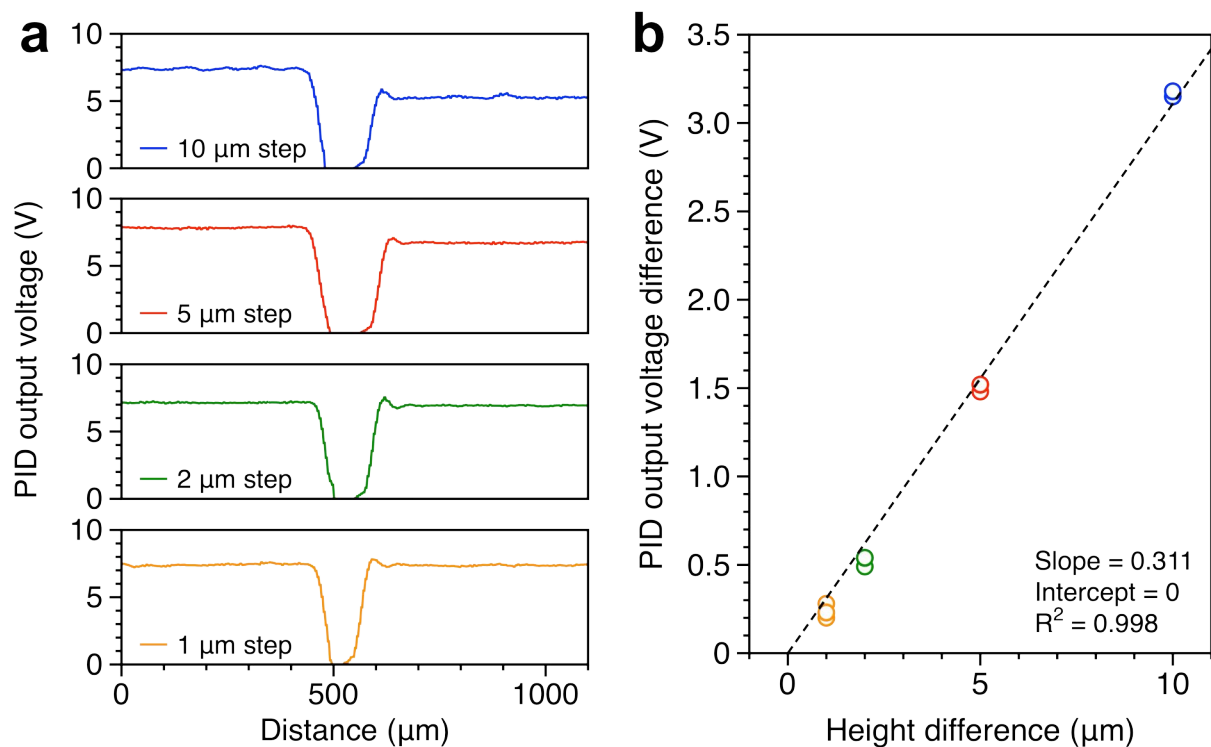 a
PID output voltage (V)
10
5
0
10 μm step
10
5
0
5 μm step
10
5
0
2 μm step
10
5
0
1 μm step
0
500
1000
Distance (μm)
b
PID output voltage difference (V)
3.5
3.0
2.5
2.0
1.5
1.0
0.5
0
Slope = 0.311
Intercept = 0
R² = 0.998
0
5
10
Height difference (μm)